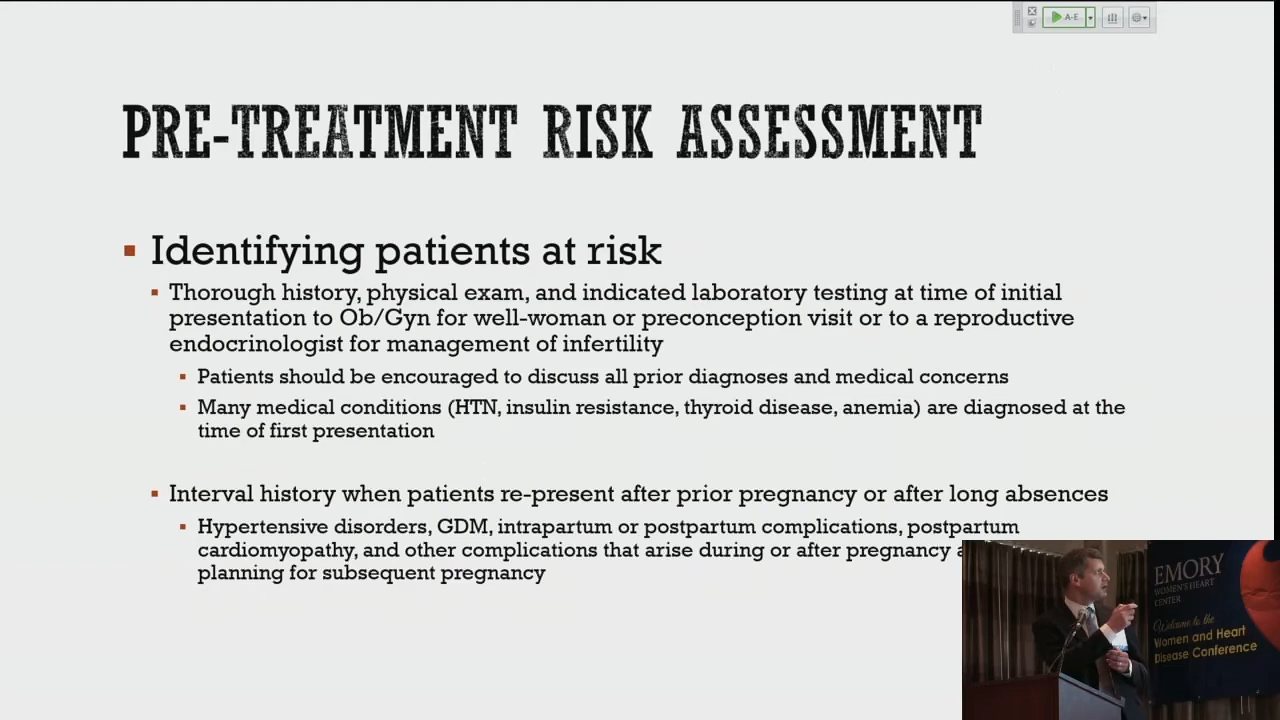 A-E
PRE-TREATMENT RISK ASSESSMENT
Identifying patients at risk
Thorough history, physical exam, and indicated laboratory testing at time of initial
presentation to Ob/Gyn for well-woman or preconception visit or to a reproductive
endocrinologist for management of infertility
Patients should be encouraged to discuss all prior diagnoses and medical concerns
Many medical conditions (HTN, insulin resistance, thyroid disease, anemia) are diagnosed at the
time of first presentation
Interval history when patients re-present after prior pregnancy or after long absences
Hypertensive disorders, GDM, intrapartum or postpartum complications, postpartum
cardiomyopathy, and other complications that arise during or after pregnancy
planning for subsequent pregnancy
EMORY
WOMEN'S HEART
CENTER
Welcome to the
Women and Heart
Disease Conference